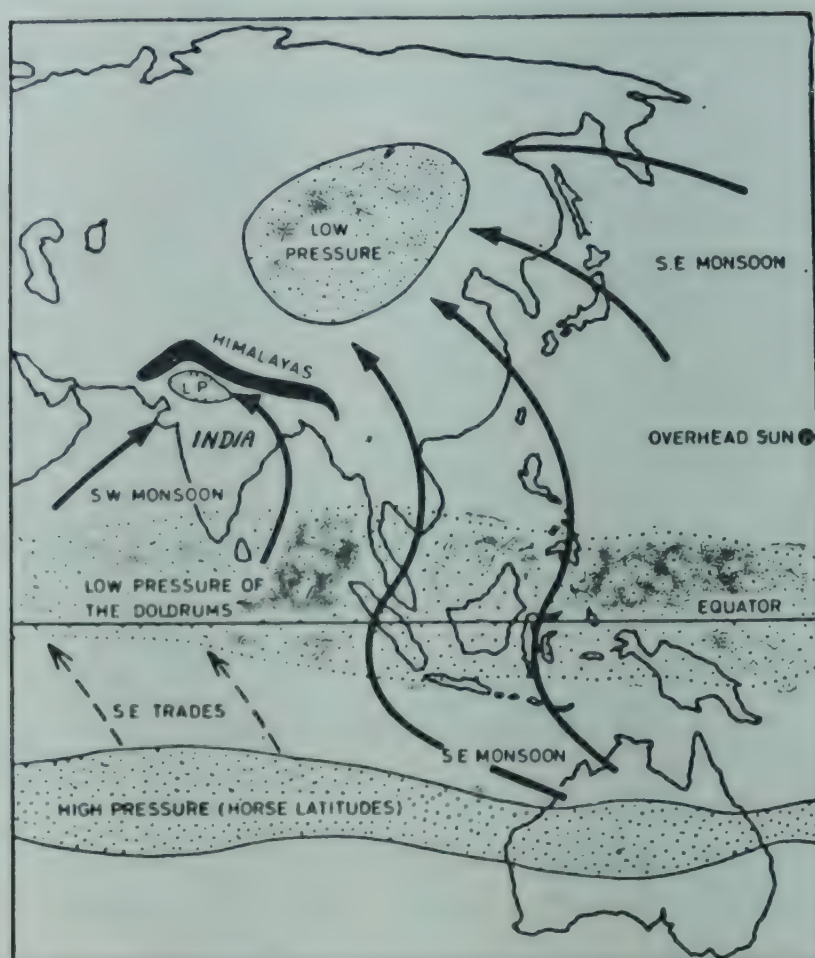 LOW
PRESSURE
S.E MONSOON
HIMALAYAS
L P
INDIA
OVERHEAD SUN
S.W MONSOON
LOW PRESSURE OF
THE DOLDRUMS
EQUATOR
S.E TRADES
S.E MONSOON
HIGH PRESSURE (HORSE LATITUDES)